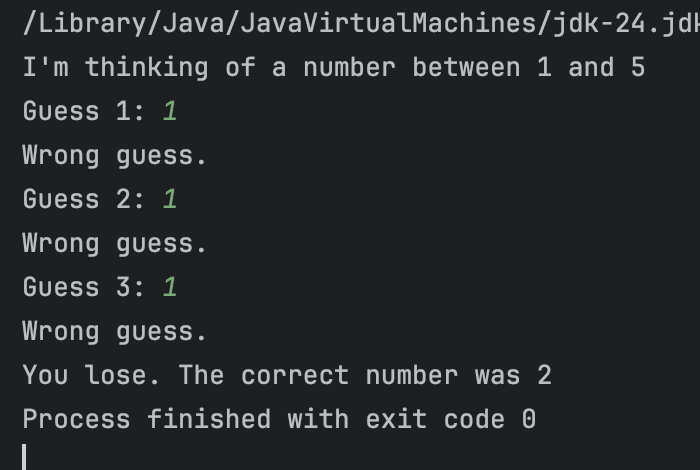 /Library/Java/JavaVirtualMachines/jdk-24.jdk
I'm thinking of a number between 1 and 5
Guess 1: 1
Wrong guess.
Guess 2: 1
Wrong guess.
Guess 3: 1
Wrong guess.
You lose. The correct number was 2
Process finished with exit code 0